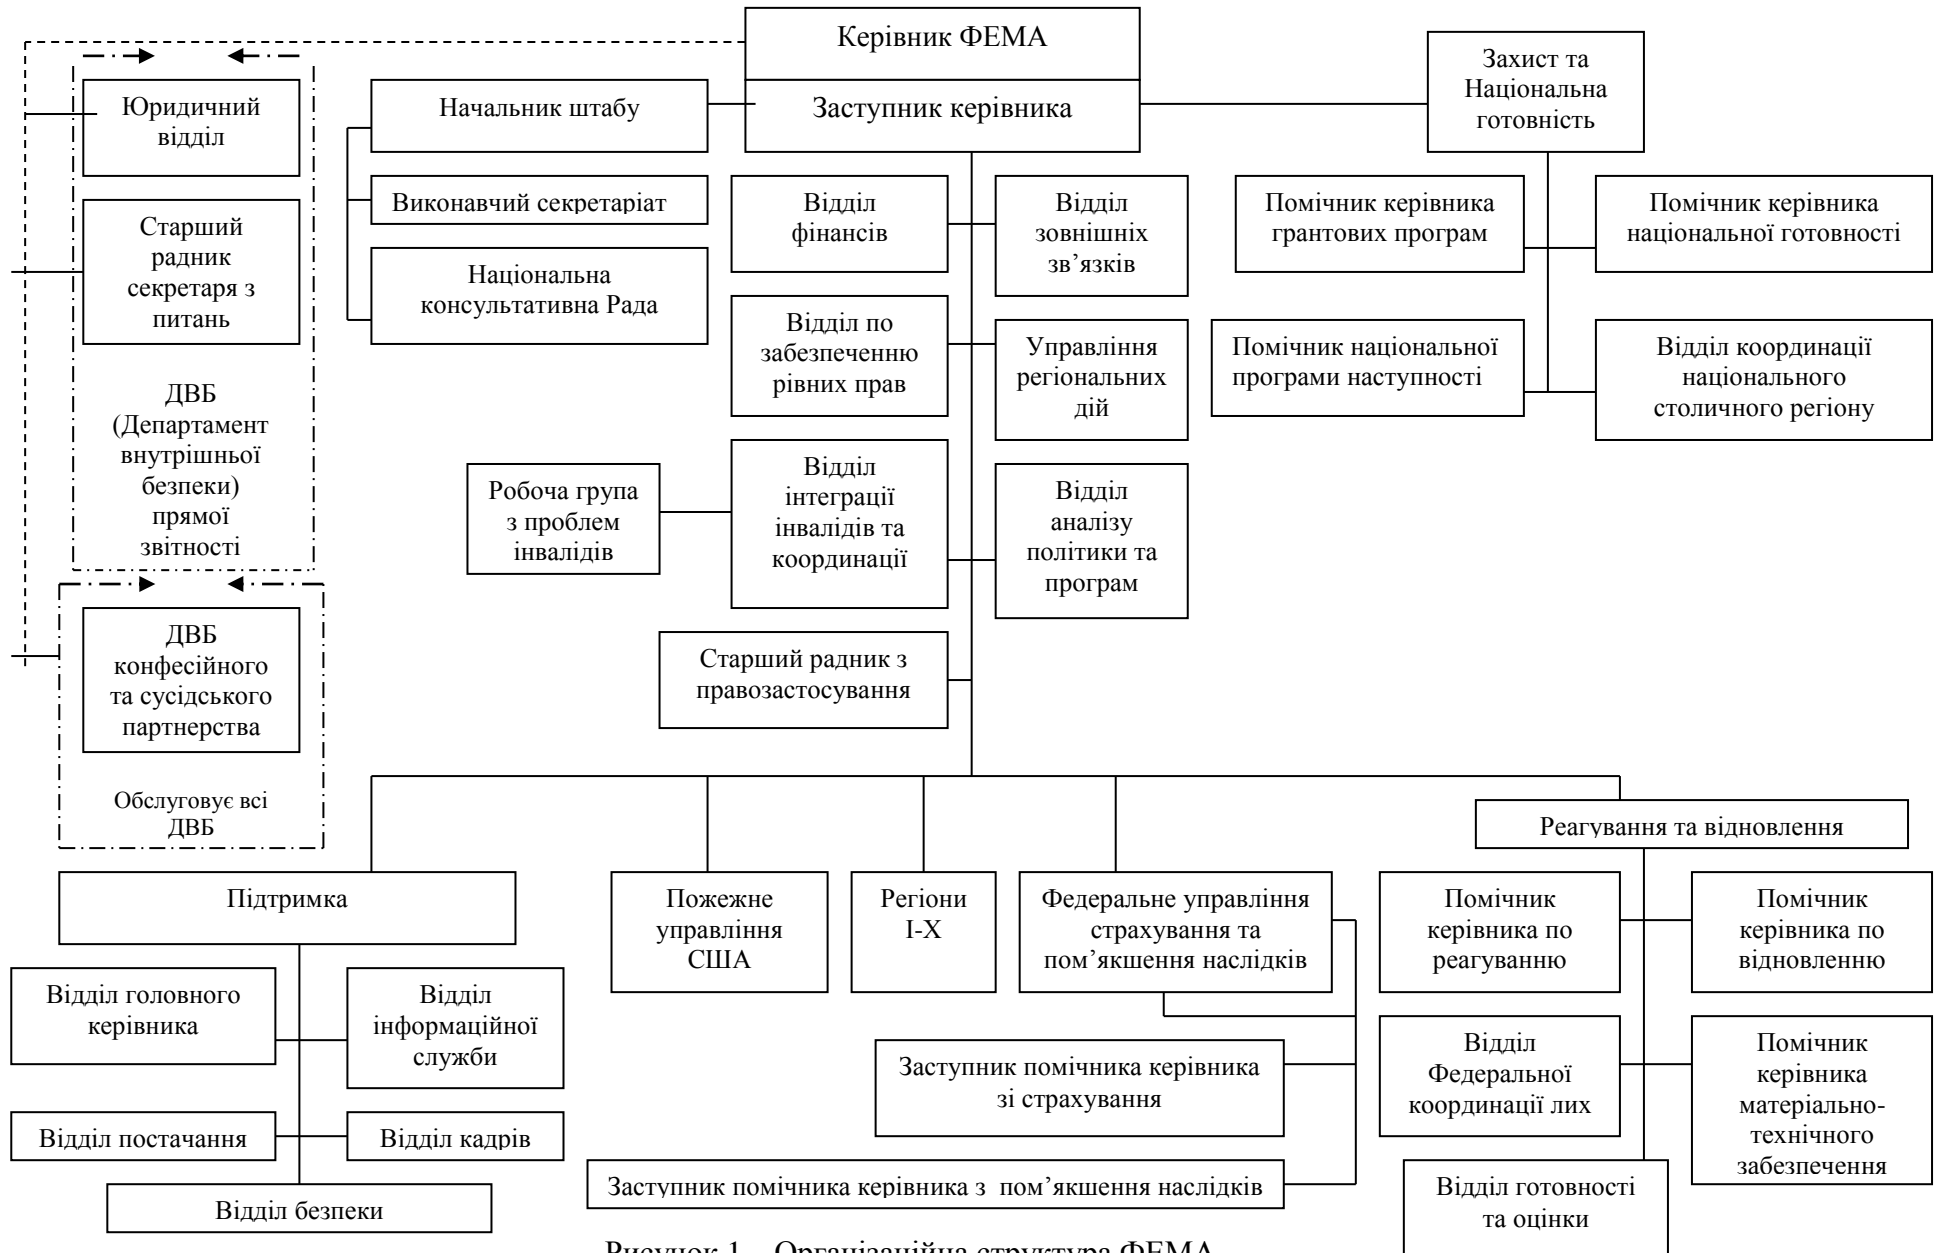 Керівник ФЕМА
Заступник керівника
Захист та
Національна
готовність
Юридичний
відділ
Старший
радник
секретаря з
питань
ДВБ
(Департамент
внутрішньої
безпеки)
прямої
звітності
ДВБ
конфесійного
та сусідського
партнерства
Обслуговує всі
ДВБ
Начальник штабу
Виконавчий секретаріат
Національна
консультативна Рада
Відділ
фінансів
Відділ
зовнішніх
зв’язків
Відділ по
забезпеченню
рівних прав
Управління
регіональних
дій
Робоча група
з проблем
інвалідів
Відділ
інтеграції
інвалідів та
координації
Відділ
аналізу
політики та
програм
Старший радник з
правозастосування
Помічник керівника
грантових програм
Помічник керівника
національної готовності
Помічник національної
програми наступності
Відділ координації
національного
столичного регіону
Підтримка
Відділ головного
керівника
Відділ
інформаційної
служби
Відділ постачання
Відділ кадрів
Відділ безпеки
Пожежне
управління
США
Регіони
I-X
Федеральне управління
страхування та
пом’якшення наслідків
Заступник помічника керівника
зі страхування
Заступник помічника керівника з пом’якшення наслідків
Реагування та відновлення
Помічник
керівника по
реагуванню
Помічник
керівника по
відновленню
Відділ
Федеральної
координації лих
Помічник
керівника
матеріально-
технічного
забезпечення
Відділ готовності
та оцінки
Рисунок 1 – Організаційна структура ФЕМА